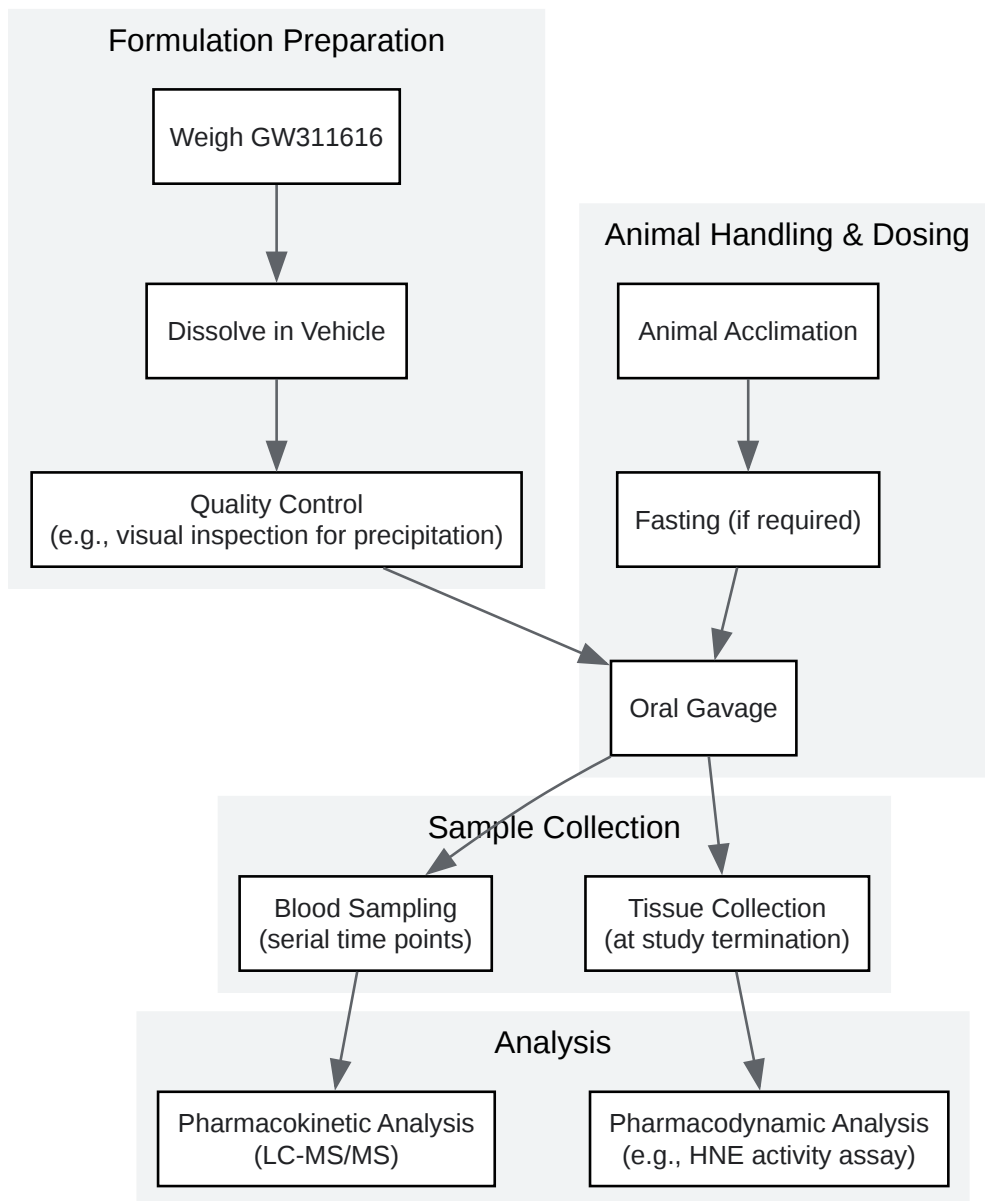 Formulation Preparation
Weigh GW311616
Dissolve in Vehicle
Quality Control
(e.g., visual inspection for precipitation)
Animal Handling & Dosing
Animal Acclimation
Fasting (if required)
Oral Gavage
Sample Collection
Blood Sampling
(serial time points)
Tissue Collection
(at study termination)
Analysis
Pharmacokinetic Analysis
(LC-MS/MS)
Pharmacodynamic Analysis
(e.g., HNE activity assay)